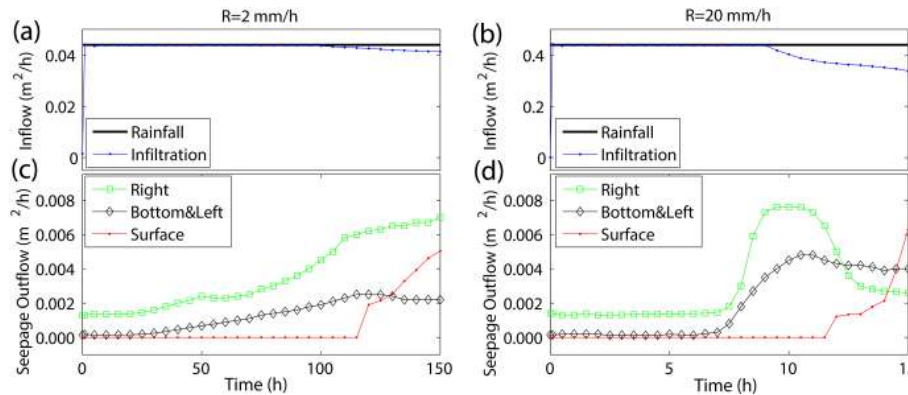 R=2 mm/h
R=20 mm/h
(a)
Inflow (m²/h)
0.04
0.02
0
Rainfall
Infiltration
(b)
Inflow (m²/h)
0.4
0.2
0
Rainfall
Infiltration
(c)
Seepage Outflow (m²/h)
0.008
0.006
0.004
0.002
0.000
Right
Bottom&Left
Surface
0
50
100
150
Time (h)
(d)
Seepage Outflow (m²/h)
0.008
0.006
0.004
0.002
0.000
Right
Bottom&Left
Surface
0
5
10
15
Time (h)